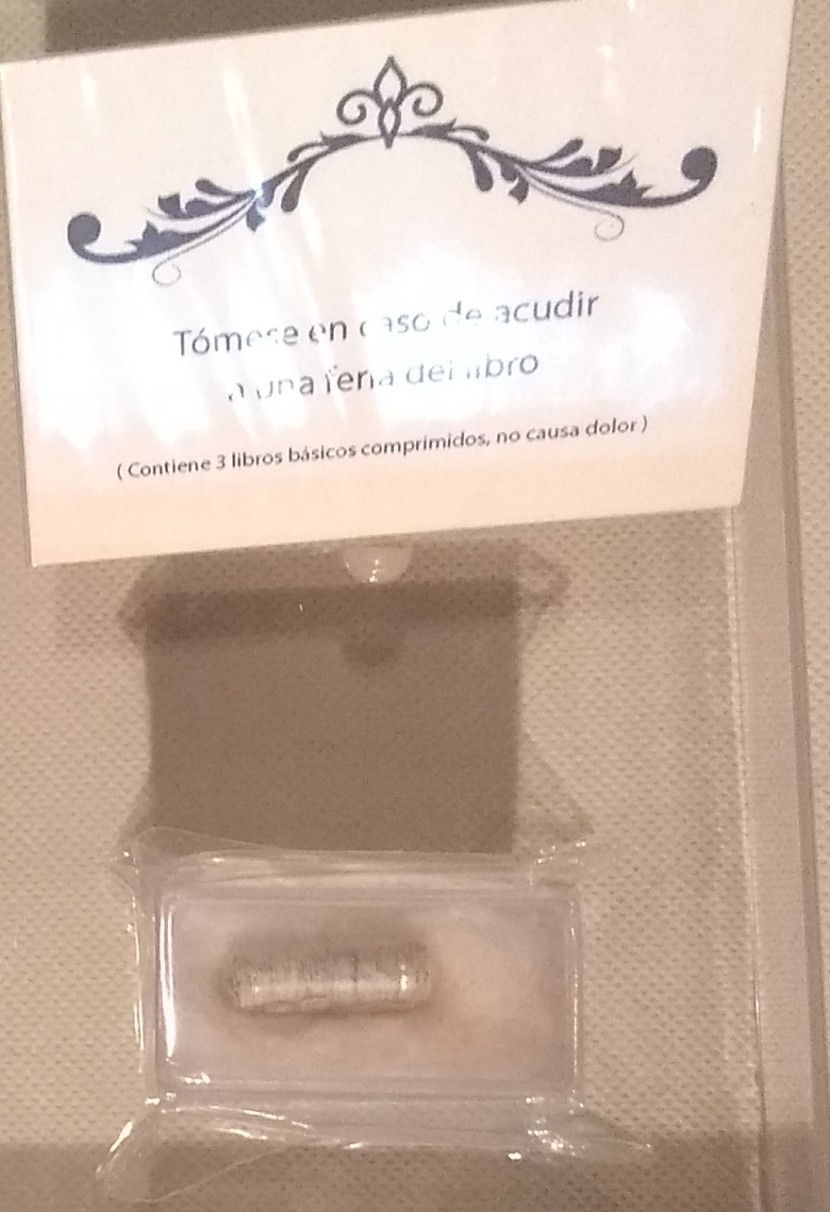 Tómese en caso de acudir
a una feria del libro
( Contiene 3 libros básicos comprimidos, no causa dolor )